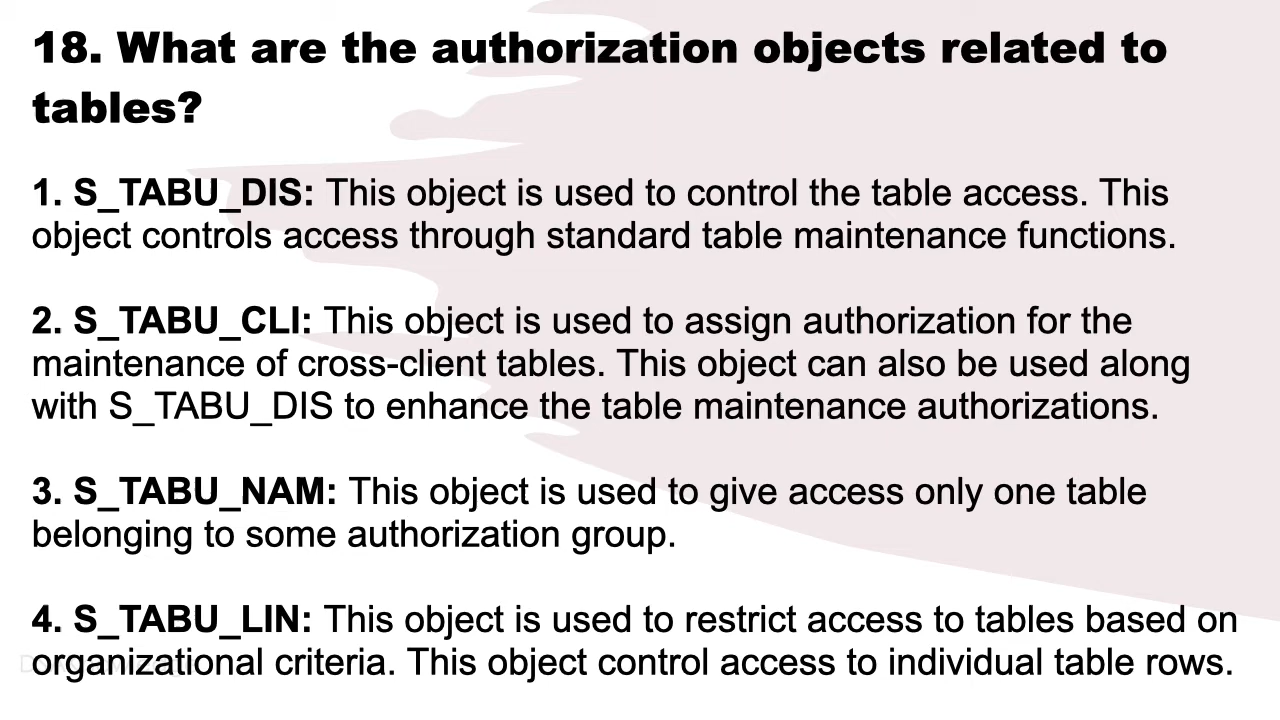 18. What are the authorization objects related to
tables?
1. S_TABU_DIS: This object is used to control the table access. This
object controls access through standard table maintenance functions.
2. S_TABU_CLI: This object is used to assign authorization for the
maintenance of cross-client tables. This object can also be used along
with S_TABU_DIS to enhance the table maintenance authorizations.
3. S_TABU_NAM: This object is used to give access only one table
belonging to some authorization group.
4. S_TABU_LIN: This object is used to restrict access to tables based on
organizational criteria. This object control access to individual table rows.